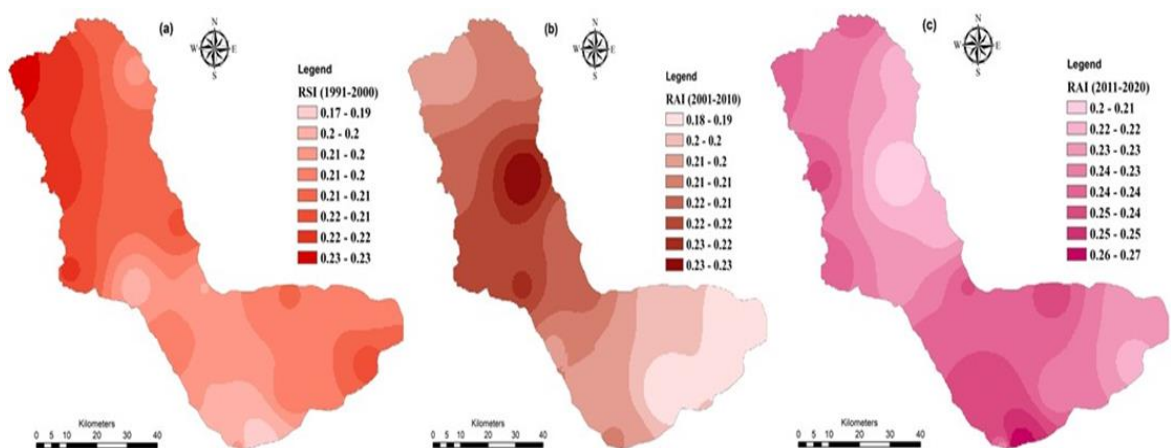 (a)
N
W E
S
Legend
RSI (1991-2000)
0.17 - 0.19
0.2 - 0.2
0.21 - 0.2
0.21 - 0.2
0.21 - 0.21
0.22 - 0.21
0.22 - 0.22
0.23 - 0.23
Kilometers
0 5 10 20 30 40
(b)
N
W E
S
Legend
RAI (2001-2010)
0.18 - 0.19
0.2 - 0.2
0.21 - 0.2
0.21 - 0.21
0.22 - 0.21
0.22 - 0.22
0.23 - 0.22
0.23 - 0.23
Kilometers
0 5 10 20 30 40
(c)
N
W E
S
Legend
RAI (2011-2020)
0.2 - 0.21
0.22 - 0.22
0.23 - 0.23
0.24 - 0.23
0.24 - 0.24
0.25 - 0.24
0.25 - 0.25
0.26 - 0.27
Kilometers
0 5 10 20 30 40